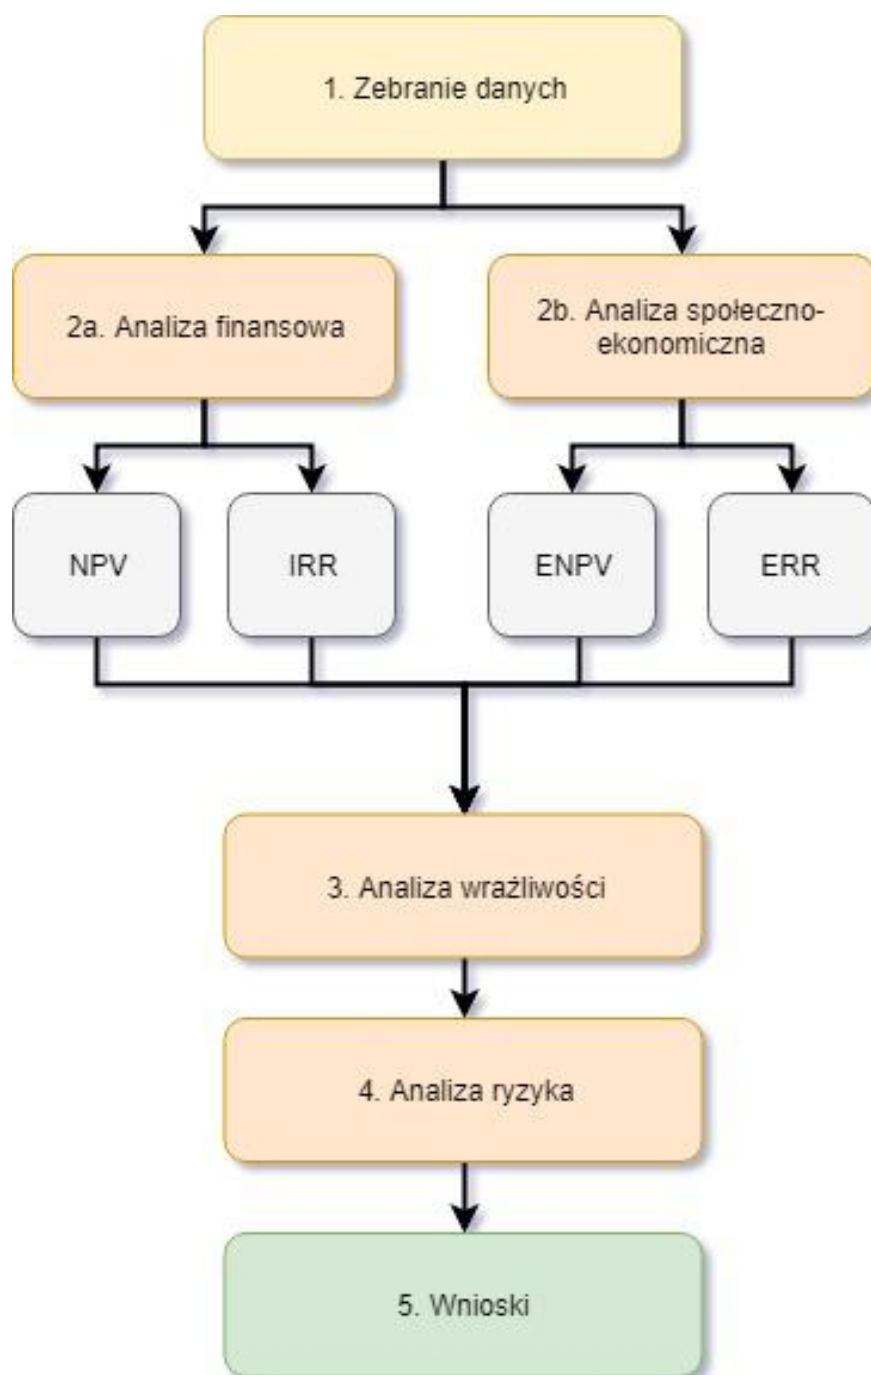 1. Zebranie danych
2a. Analiza finansowa
2b. Analiza społeczno-
ekonomiczna
NPV
IRR
ENPV
ERR
3. Analiza wrażliwości
4. Analiza ryzyka
5. Wnioski